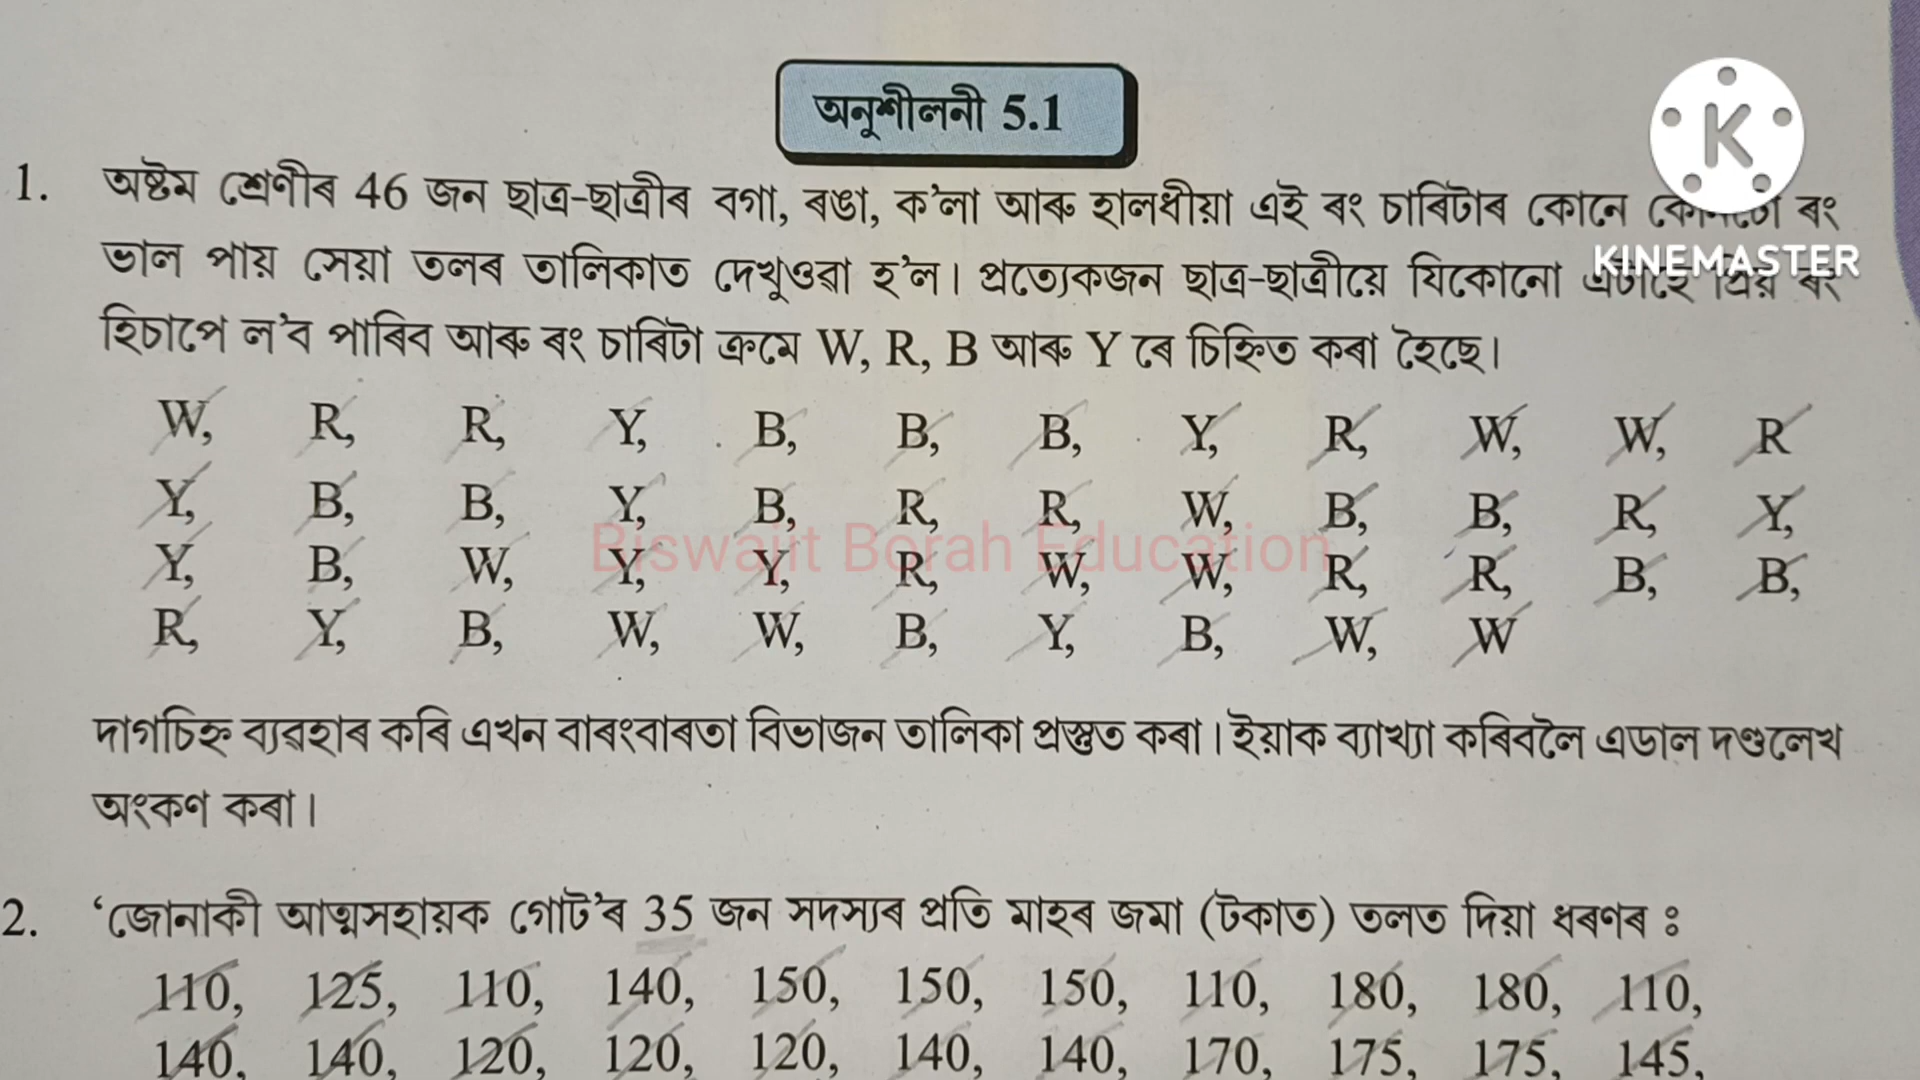 অনুশীলনী 5.1
1. অষ্টম শ্ৰেণীৰ 46 জন ছাত্ৰ-ছাত্ৰীৰ বগা, ৰঙা, ক'লা আৰু হালধীয়া এই ৰং চাৰিটাৰ কোনে ৰং
KINEMASTER
ভাল পায় সেয়া তলৰ তালিকাত দেখুওৱা হ'ল। প্ৰত্যেকজন ছাত্ৰ-ছাত্ৰীয়ে যিকোনো এটাহে প্ৰিয় ৰং
হিচাপে ল'ব পাৰিব আৰু ৰং চাৰিটা ক্ৰমে W, R, B আৰু Y ৰে চিহ্নিত কৰা হৈছে।
W, R, R, Y, B, B, B, Y, R, W, W, R
Y, B, B, Y, B, R, R, W, B, B, R, Y,
Biswajit Borah Education
Y, B, W, Y, Y, R, W, W, R, R, B, B,
R, Y, B, W, W, B, Y, B, W, W
দাগচিহ্ন ব্যৱহাৰ কৰি এখন বাৰংবাৰতা বিভাজন তালিকা প্ৰস্তুত কৰা। ইয়াক ব্যাখ্যা কৰিবলৈ এডাল দণ্ডলেখ
অংকণ কৰা।
2. ‘জোনাকী আত্মসহায়ক গোট’ৰ 35 জন সদস্যৰ প্ৰতি মাহৰ জমা (টকাত) তলত দিয়া ধৰণৰ ঃ
110, 125, 110, 140, 150, 150, 150, 110, 180, 180, 110,
140, 140, 120, 120, 120, 140, 140, 170, 175, 175, 145,